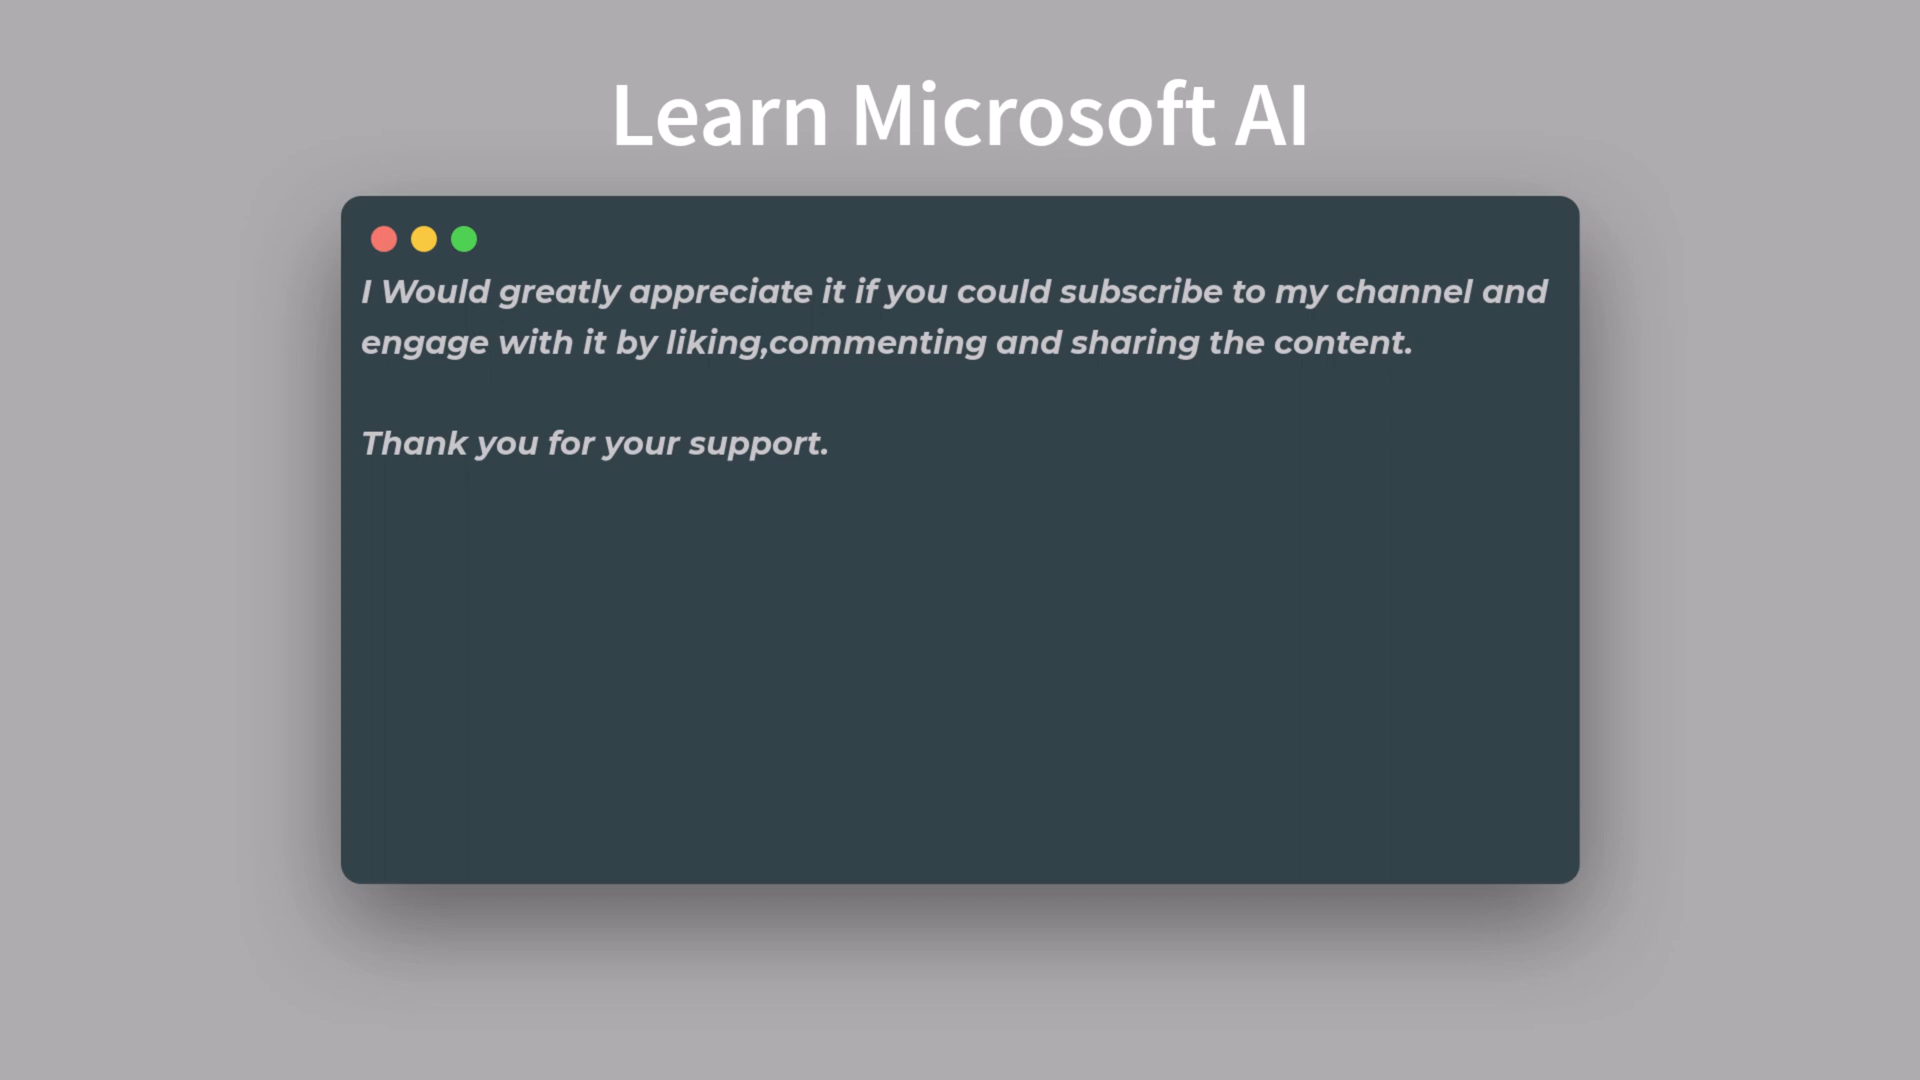 Learn Microsoft AI
I Would greatly appreciate it if you could subscribe to my channel and
engage with it by liking,commenting and sharing the content.
Thank you for your support.